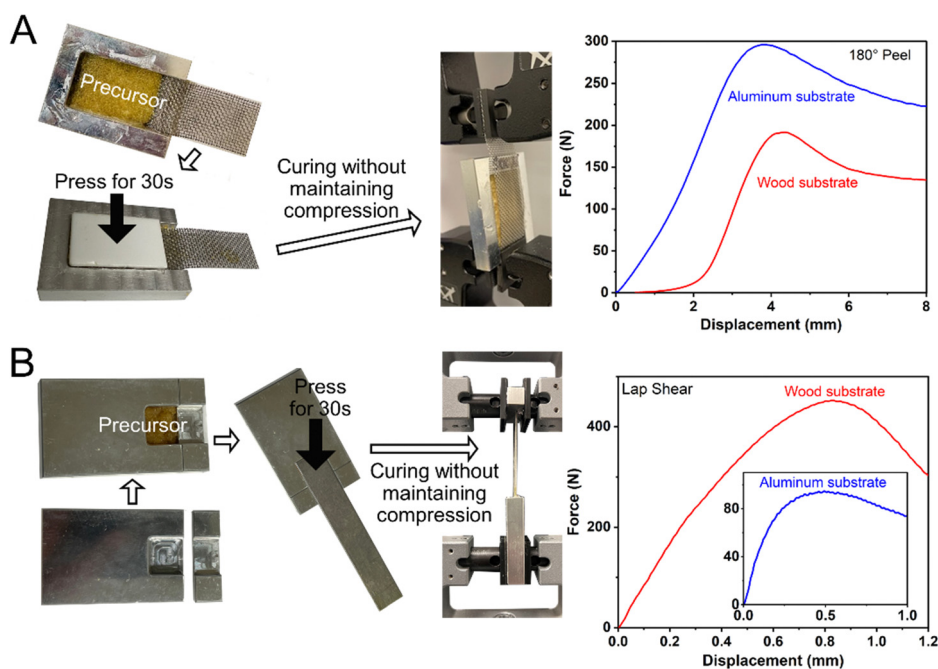 A
Precursor
Press for 30s
Curing without
maintaining
compression
180° Peel
Aluminum substrate
Wood substrate
Force (N)
300
250
200
150
100
50
0
0
2
4
6
8
Displacement (mm)
B
Precursor
Press
for 30s
Curing without
maintaining
compression
Lap Shear
Wood substrate
Aluminum substrate
Force (N)
400
200
0
80
40
0
0.0
0.5
1.0
0.0
0.2
0.4
0.6
0.8
1.0
1.2
Displacement (mm)